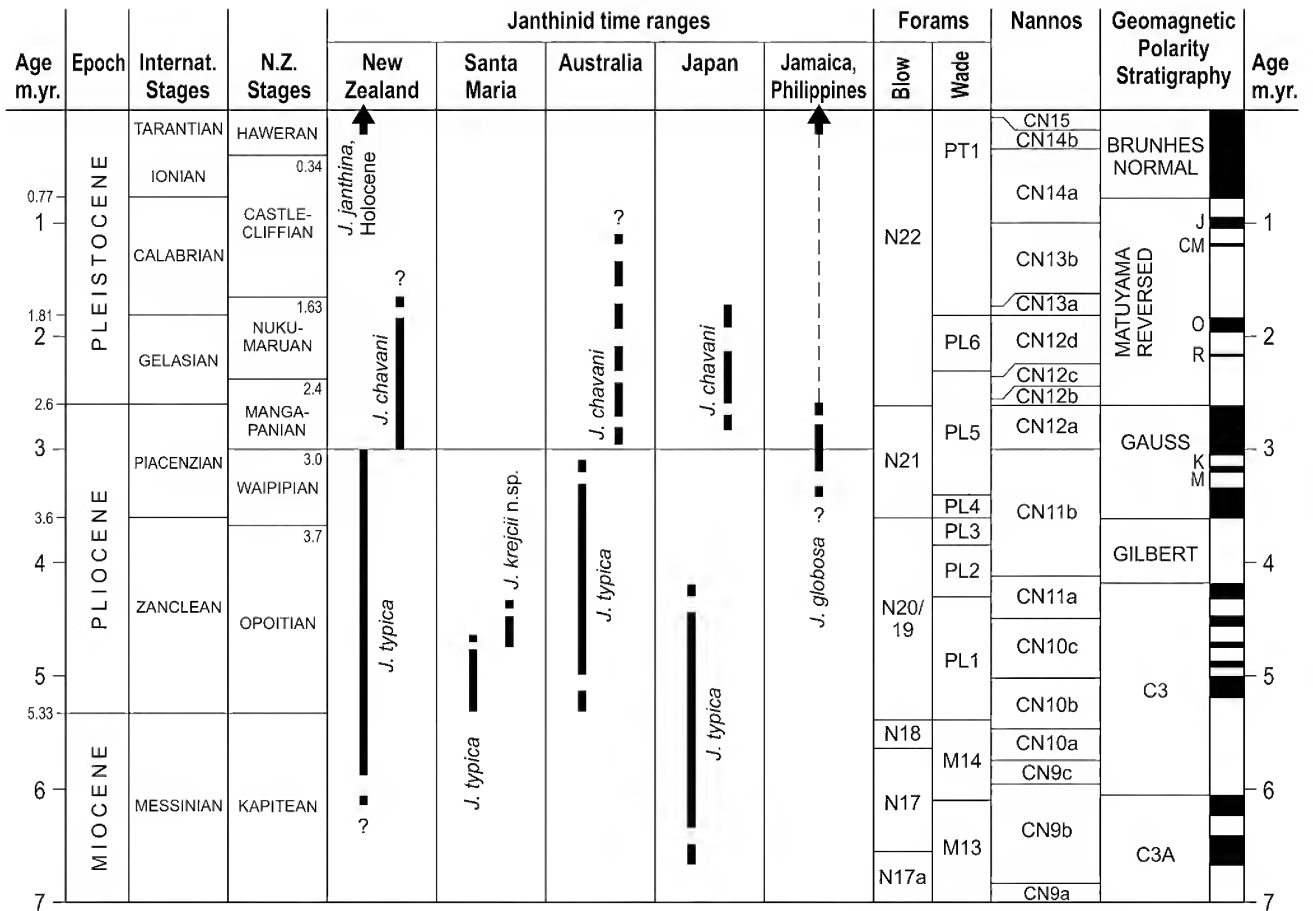 Janthinid time ranges
Forams
Nannos
Geomagnetic
Polarity
Stratigraphy
Age
m.yr.
Epoch
Internat.
Stages
N.Z.
Stages
New
Zealand
Santa
Maria
Australia
Japan
Jamaica,
Philippines
Blow
Wade
Age
m.yr.
0.77
1
1.81
2
2.6
3
3.6
4
5
5.33
6
7
PLEISTOCENE
PLIOCENE
MIOCENE
TARANTIAN
IONIAN
CALABRIAN
GELASIAN
PIACENZIAN
ZANCLEAN
MESSINIAN
HAWERAN
0.34
CASTLE-
CLIFFIAN
1.63
NUKU-
MARUAN
2.4
MANGA-
PANIAN
3.0
WAIPIPIAN
3.7
OPOITIAN
KAPITEAN
J. janthina,
Holocene
?
J. chavani
J. typica
?
J. typica
J. krejcii n.sp.
?
J. chavani
J. typica
J. chavani
J. typica
?
J. globosa
N22
N21
N20/
19
N18
N17
N17a
PT1
PL6
PL5
PL4
PL3
PL2
PL1
M14
M13
CN15
CN14b
CN14a
CN13b
CN13a
CN12d
CN12c
CN12b
CN12a
CN11b
CN11a
CN10c
CN10b
CN10a
CN9c
CN9b
CN9a
BRUNHES
NORMAL
MATUYAMA
REVERSED
J
CM
O
R
GAUSS
K
M
GILBERT
C3
C3A
1
2
3
4
5
6
7